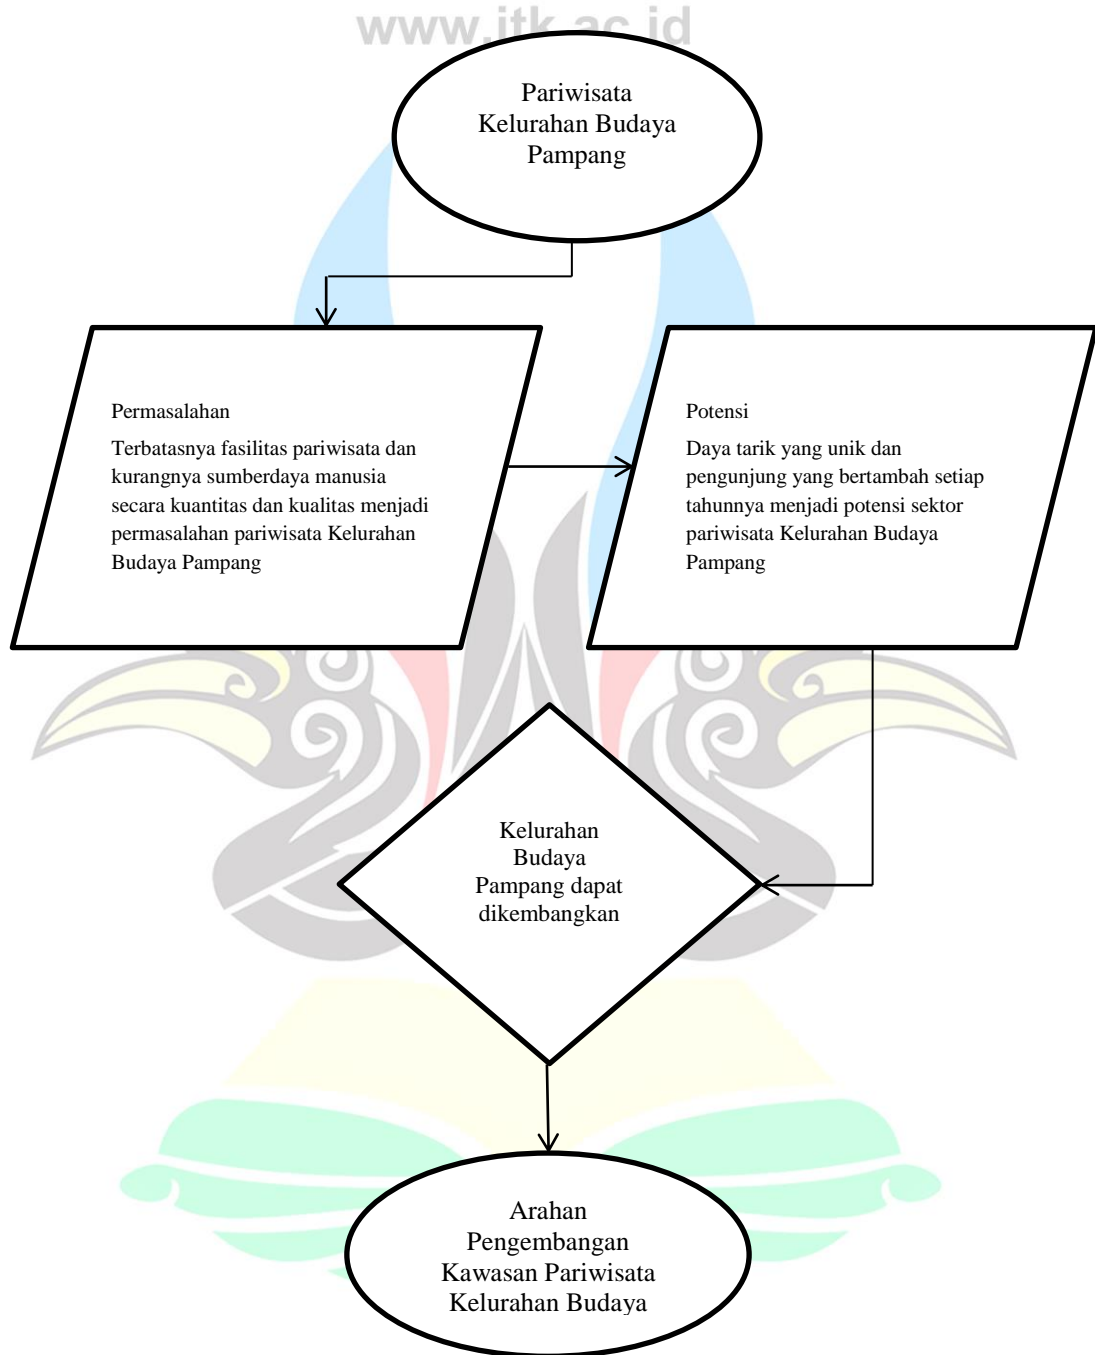 www.itk.ac.id
Pariwisata
Kelurahan Budaya
Pampang
Permasalahan
Terbatasnya fasilitas pariwisata dan
kurangnya sumberdaya manusia
secara kuantitas dan kualitas menjadi
permasalahan pariwisata Kelurahan
Budaya Pampang
Potensi
Daya tarik yang unik dan
pengunjung yang bertambah setiap
tahunnya menjadi potensi sektor
pariwisata Kelurahan Budaya
Pampang
Kelurahan
Budaya
Pampang dapat
dikembangkan
Arahan
Pengembangan
Kawasan Pariwisata
Kelurahan Budaya